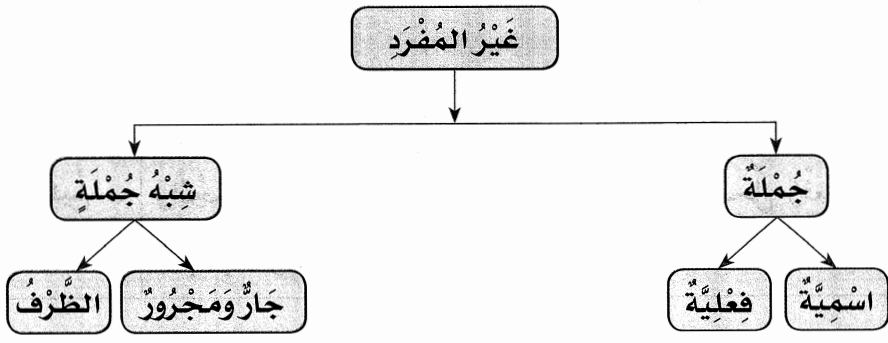 غَيْرُ المُفْرَدِ
جُمْلَةٌ
شِبْهُ جُمْلَةٍ
اسْمِيَّةٌ
فِعْلِيَّةٌ
جَارٌّ وَمَجْرُورٌ
الظَّرْفُ